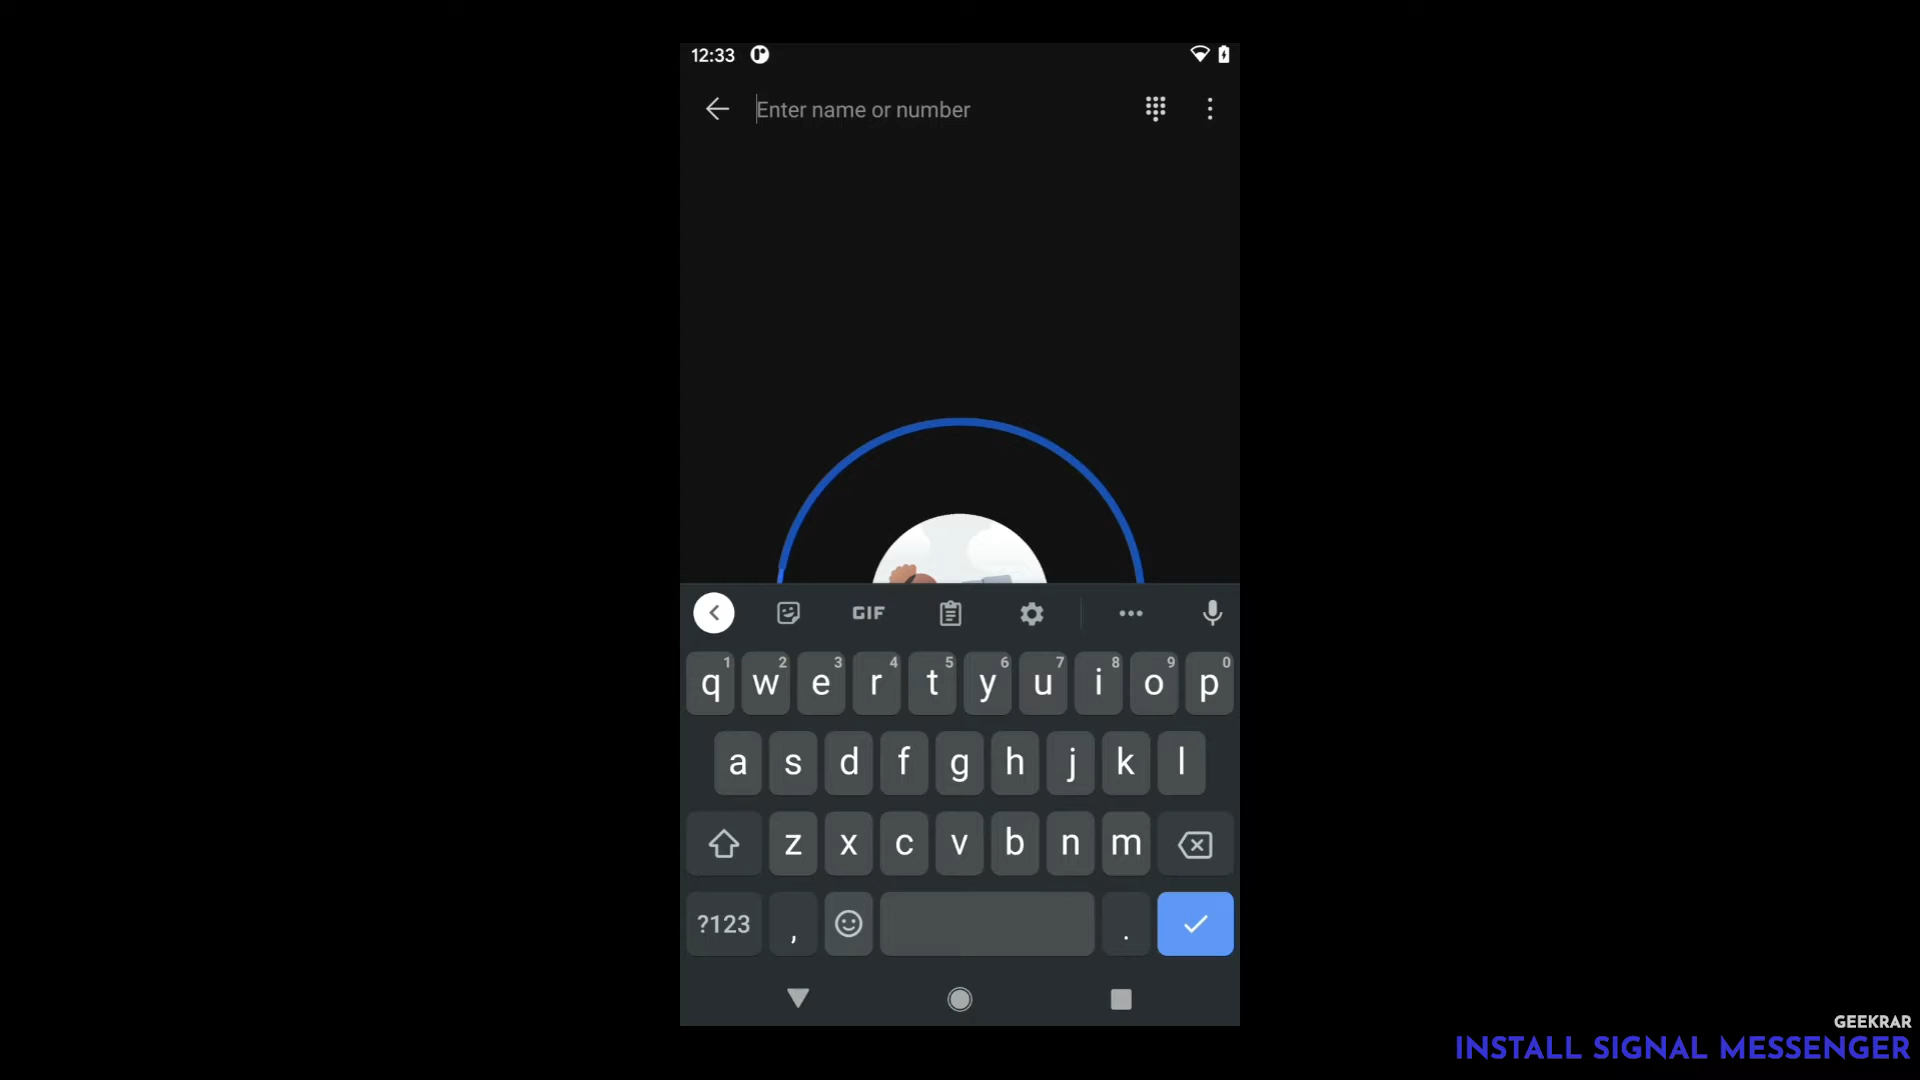 12:33
Enter name or number
GIF
1 2 3 4 5 6 7 8 9 0
q w e r t y u i o p
a s d f g h j k l
z x c v b n m
?123 , .
GEEKRAR
INSTALL SIGNAL MESSENGER